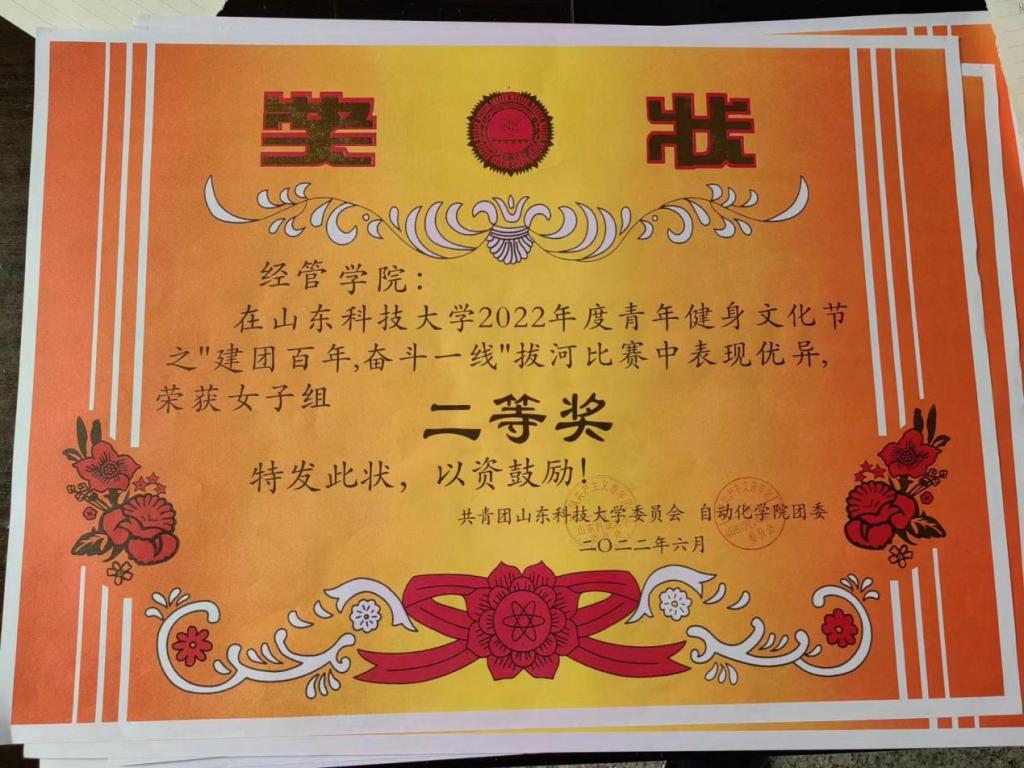 奖状
经管学院：
在山东科技大学2022年度青年健身文化节
之"建团百年,奋斗一线"拔河比赛中表现优异,
荣获女子组
二等奖
特发此状，以资鼓励！
共青团山东科技大学委员会 自动化学院团委
二〇二二年六月